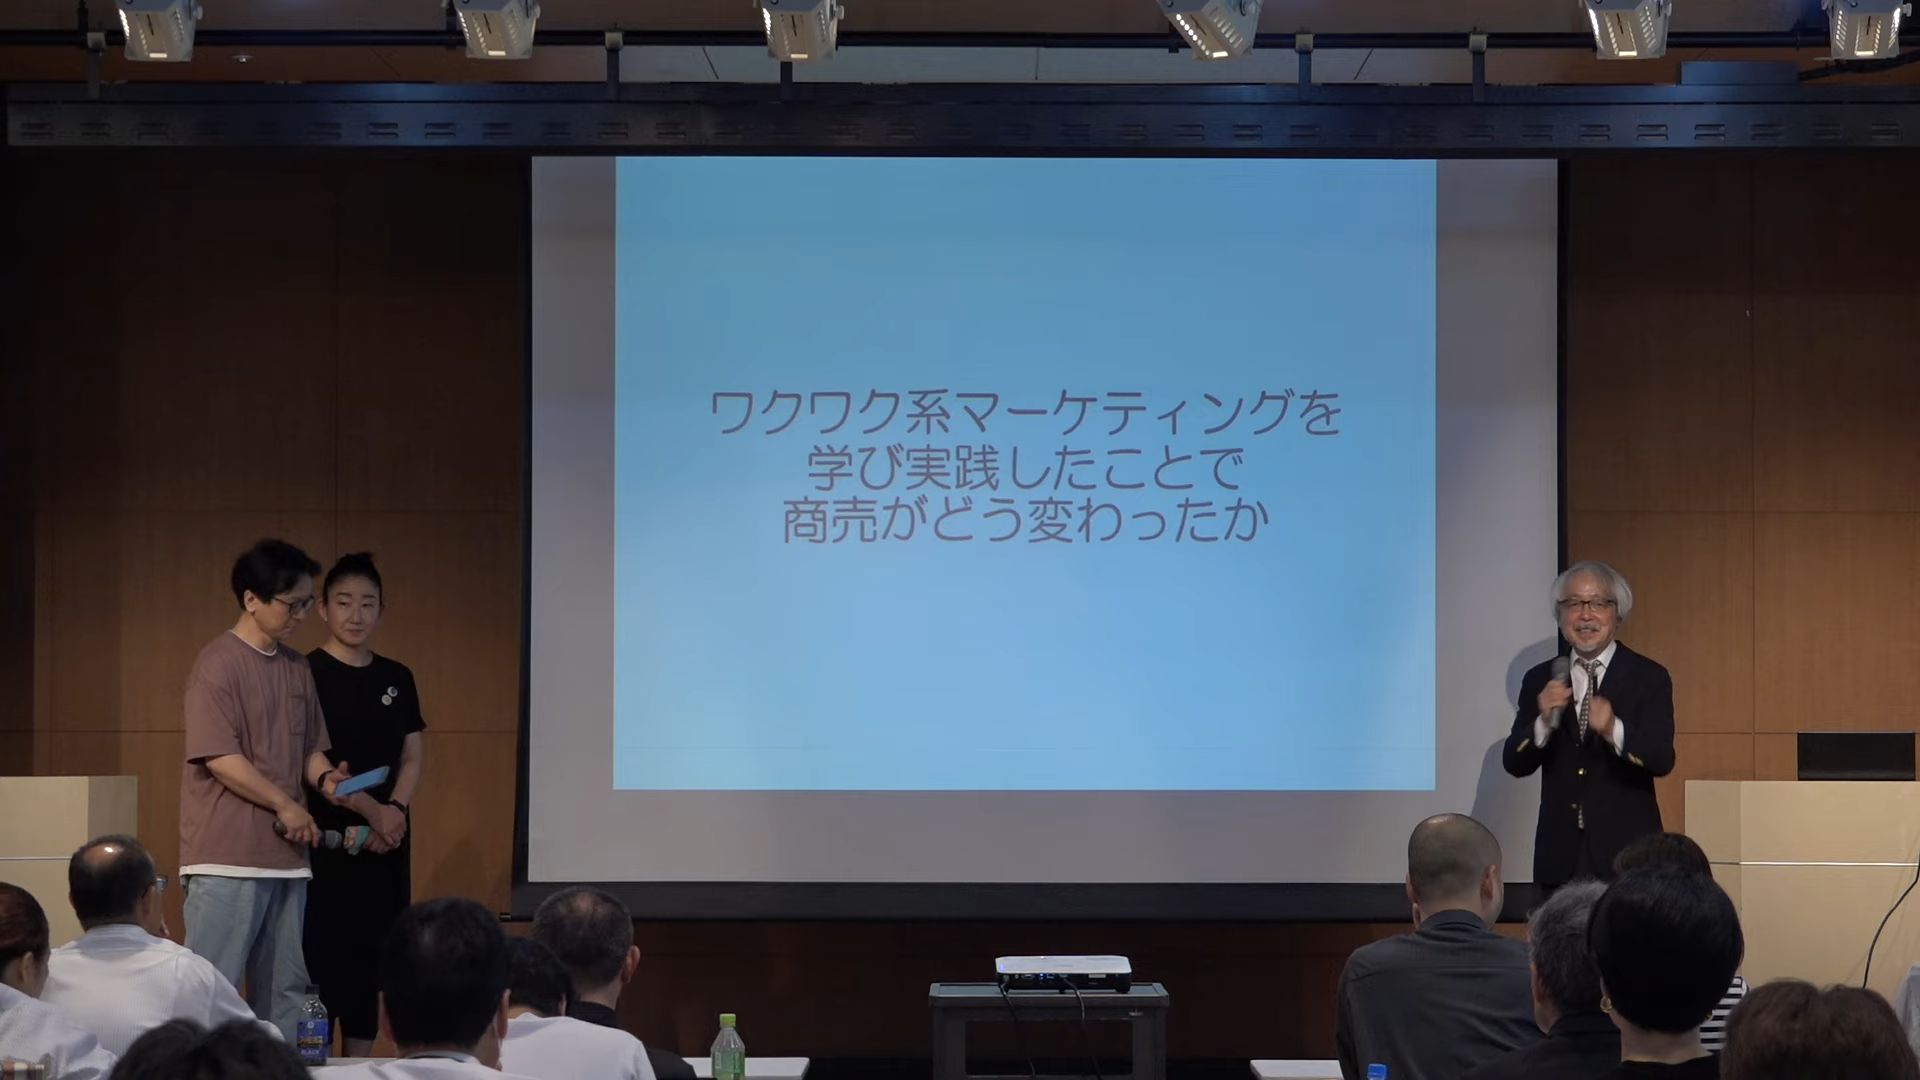 ワクワク系マーケティングを
学び実践したことで
商売がどう変わったか
BLACK